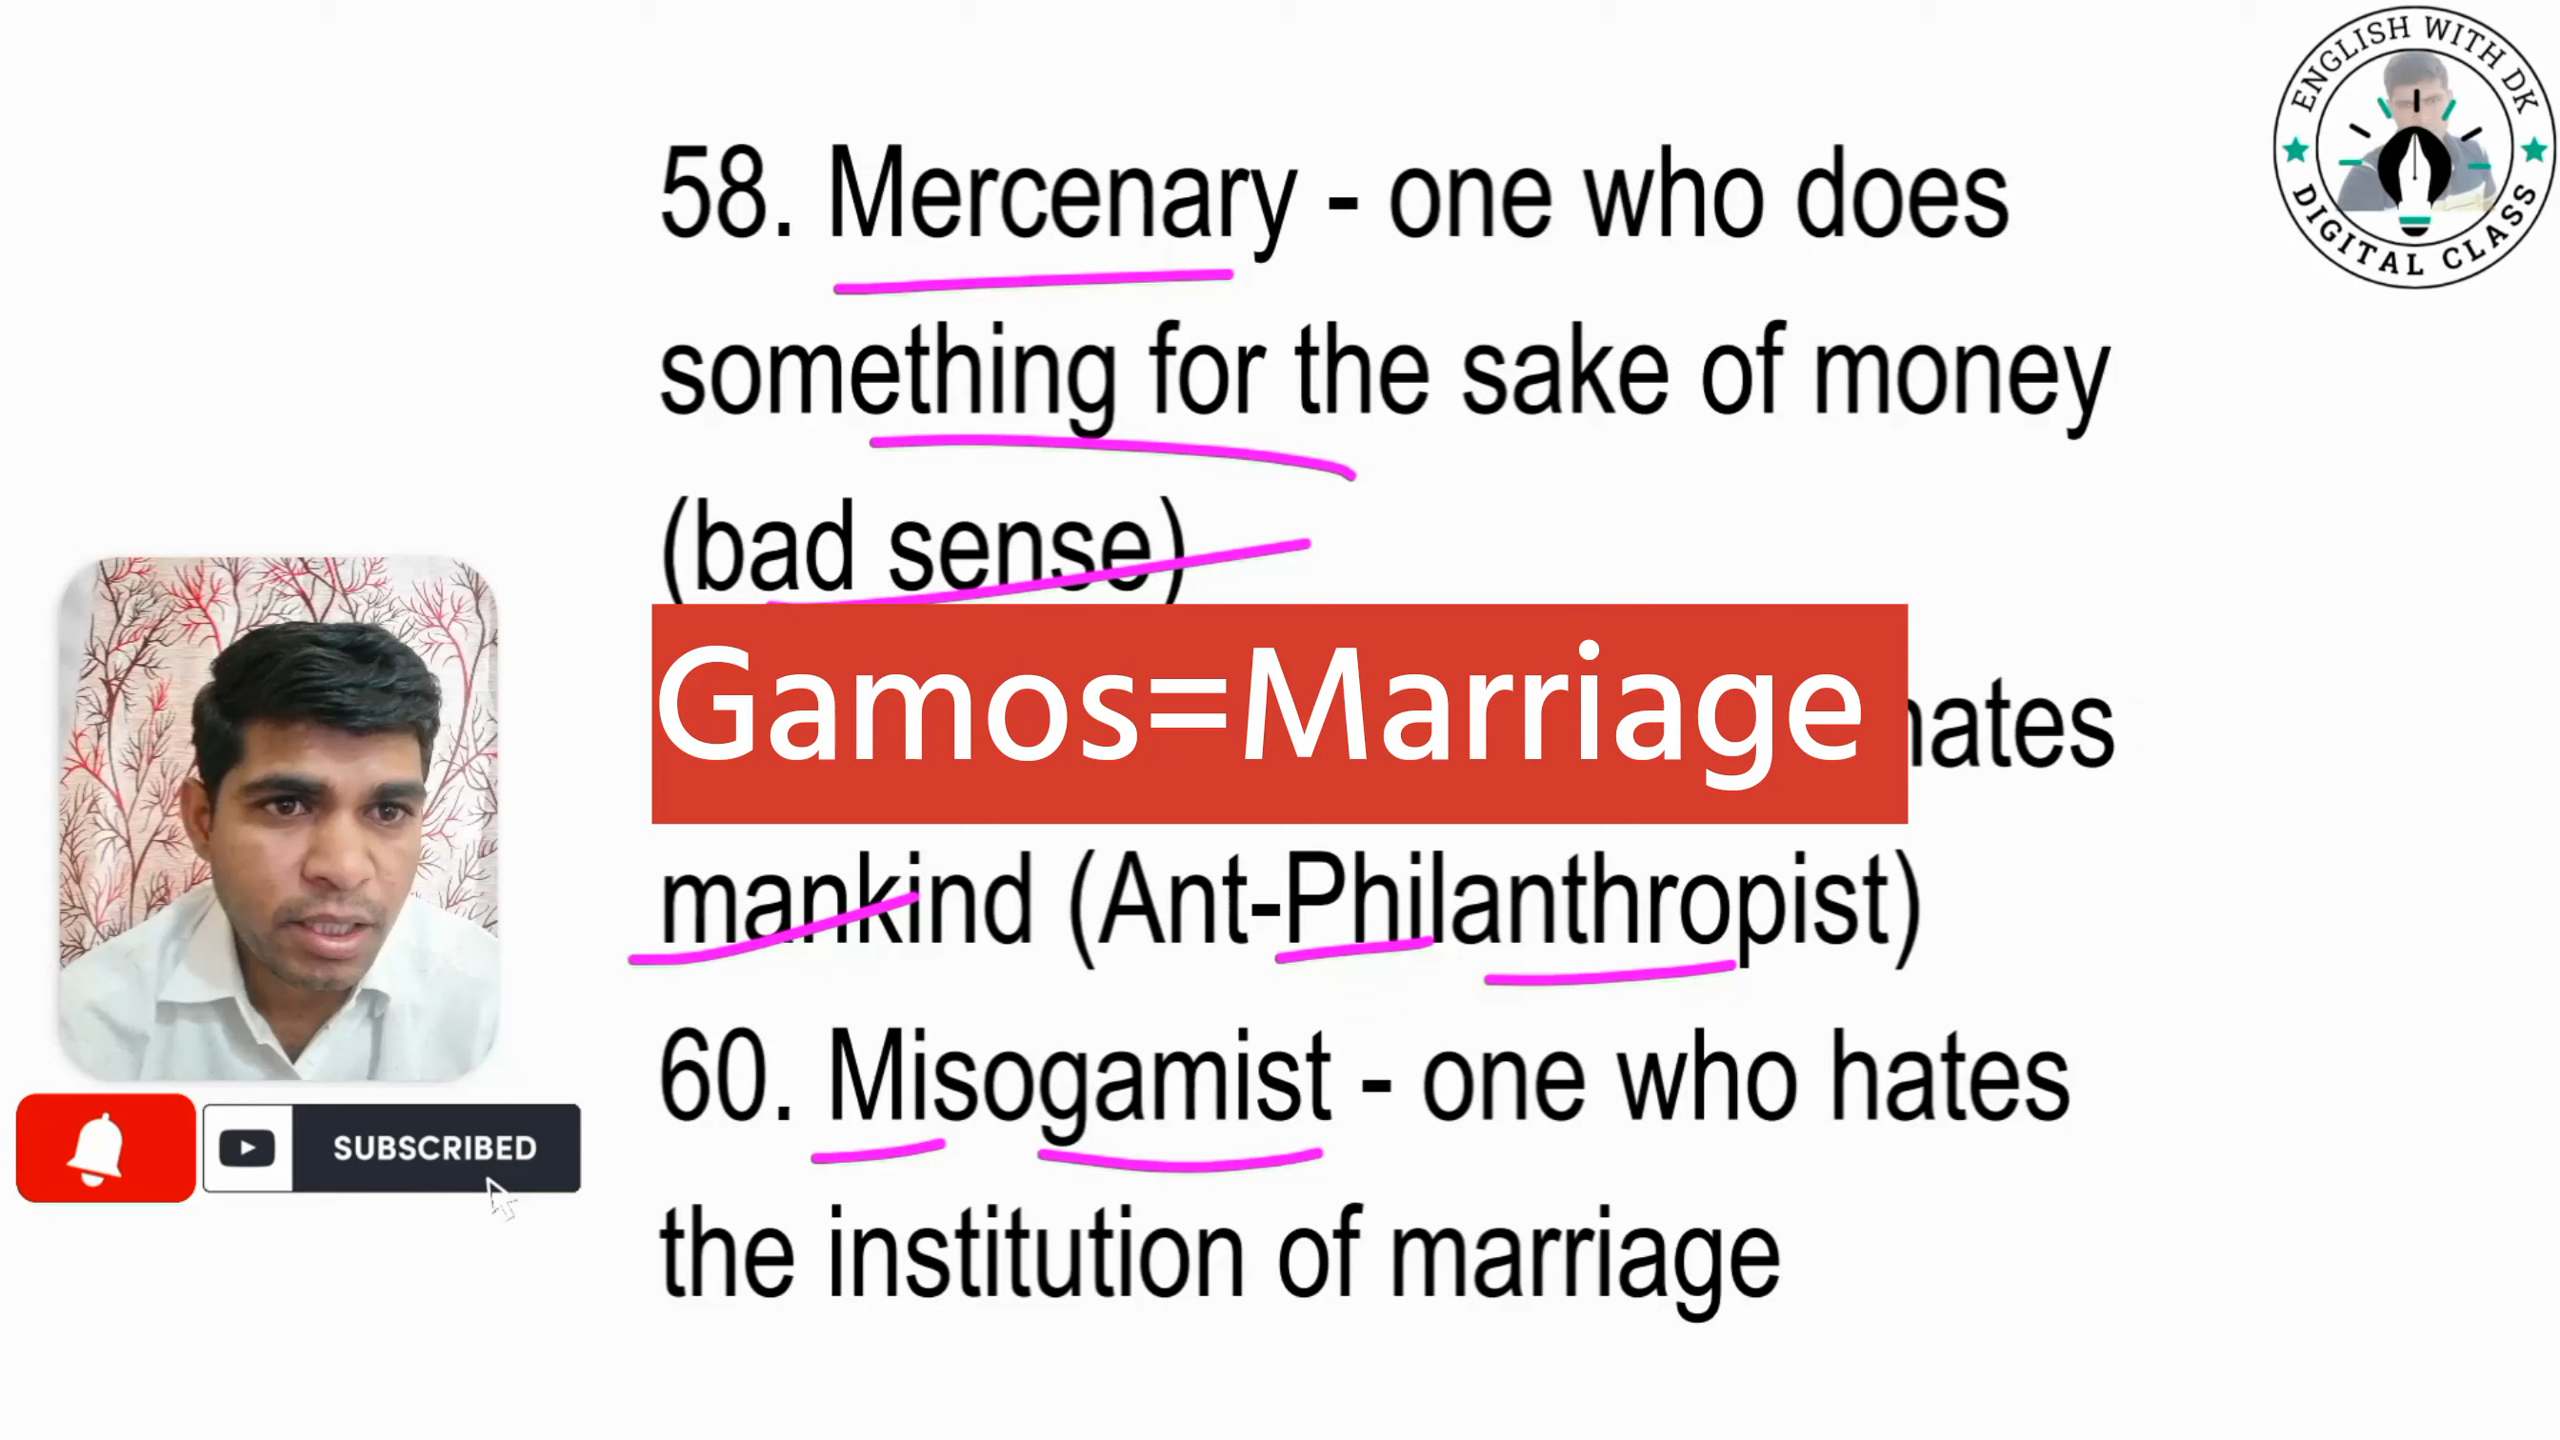 ENGLISH WITH DK
DIGITAL CLASS
58. Mercenary - one who does
something for the sake of money
(bad sense)
Gamos=Marriage
hates
mankind (Ant-Philanthropist)
60. Misogamist - one who hates
the institution of marriage
SUBSCRIBED